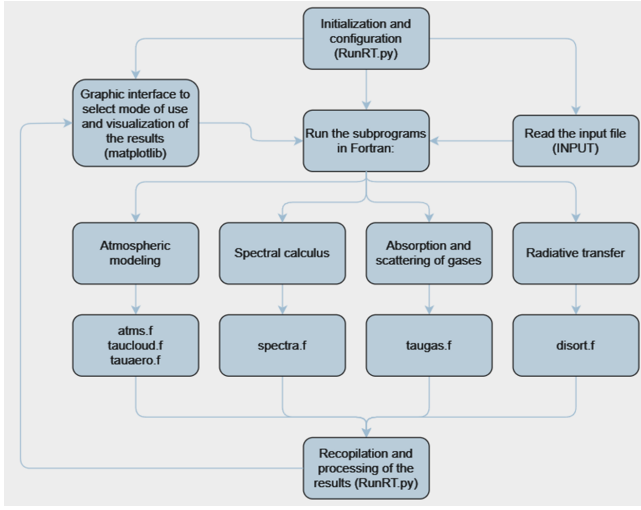 Initialization and
configuration
(RunRT.py)
Graphic interface to
select mode of use
and visualization of
the results
(matplotlib)
Run the subprograms
in Fortran:
Read the input file
(INPUT)
Atmospheric
modeling
Spectral calculus
Absorption and
scattering of gases
Radiative transfer
atms.f
taucloud.f
tauaero.f
spectra.f
taugas.f
disort.f
Recopilation and
processing of the
results (RunRT.py)